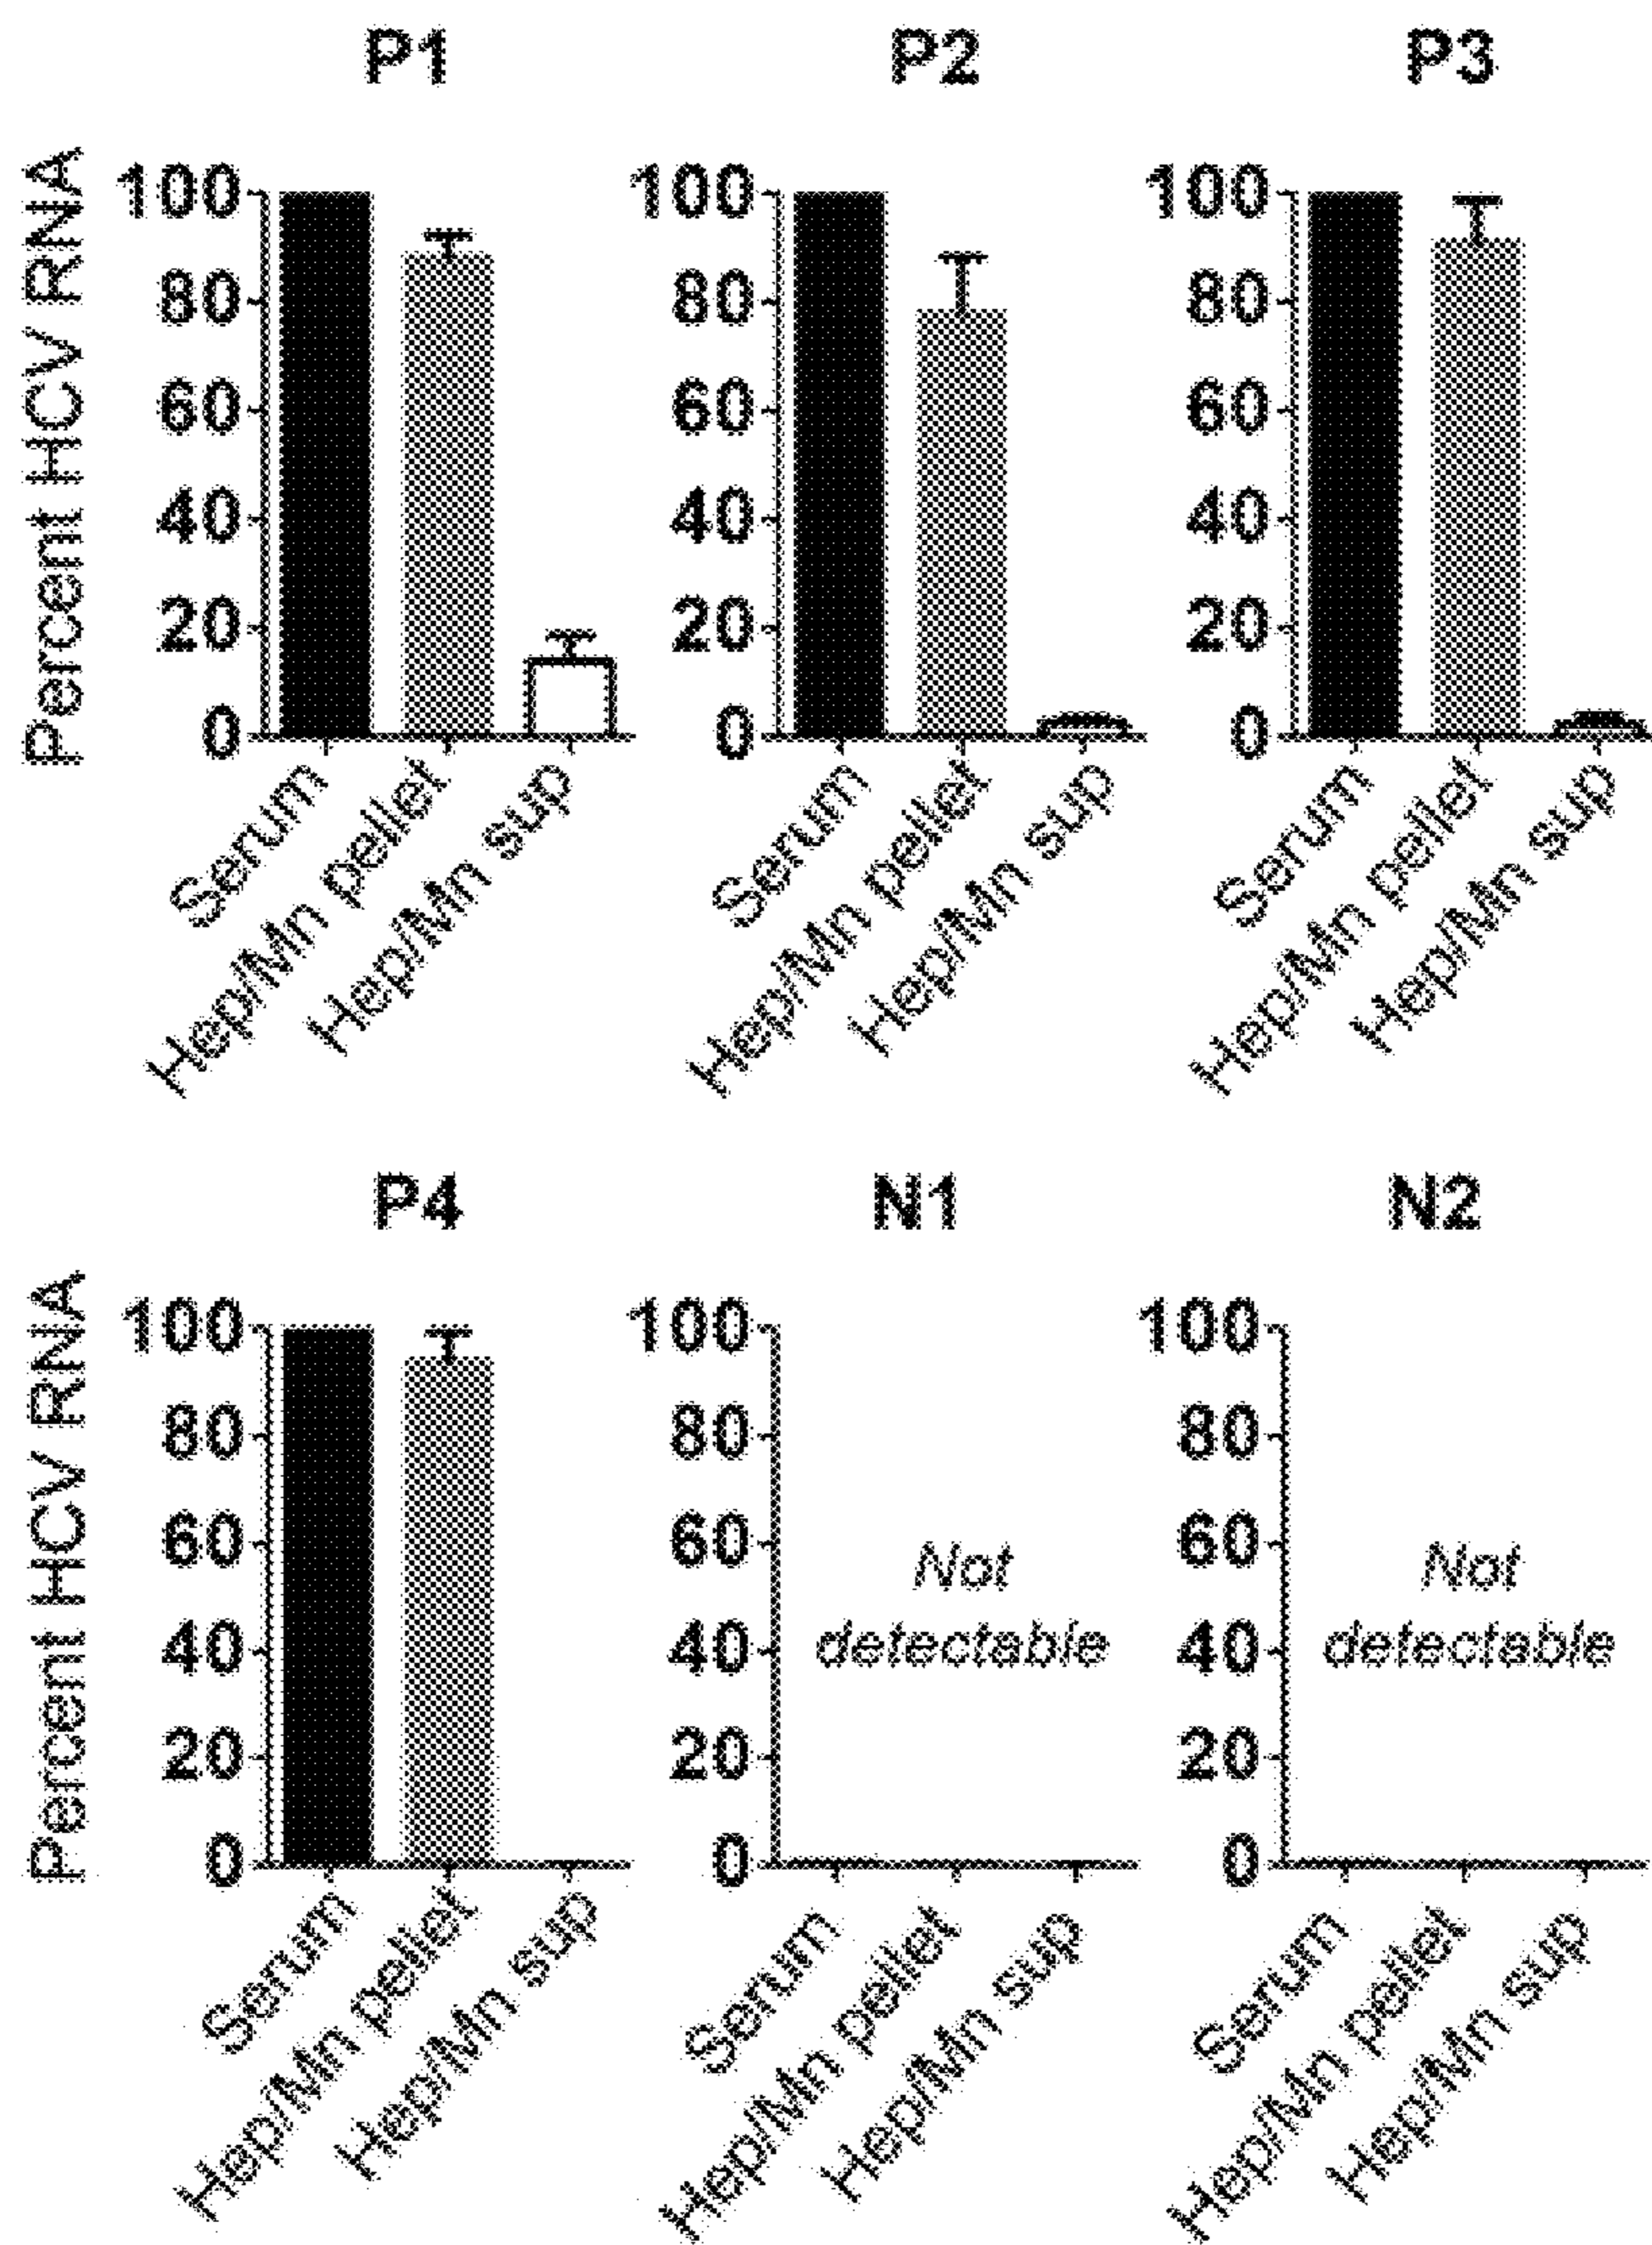 P1 P2 P3
Percent HCV RNA
100 100 100
80 80 80
60 60 60
40 40 40
20 20 20
0 0 0
Serum Hep/Mn pellet Hep/Mn sup Serum Hep/Mn pellet Hep/Mn sup Serum Hep/Mn pellet Hep/Mn sup
P4 N1 N2
Percent HCV RNA
100 100 100
80 80 80
60 60 60
Not Not
40 detectable 40 detectable 40
20 20 20
0 0 0
Serum Hep/Mn pellet Hep/Mn sup Serum Hep/Mn pellet Hep/Mn sup Serum Hep/Mn pellet Hep/Mn sup